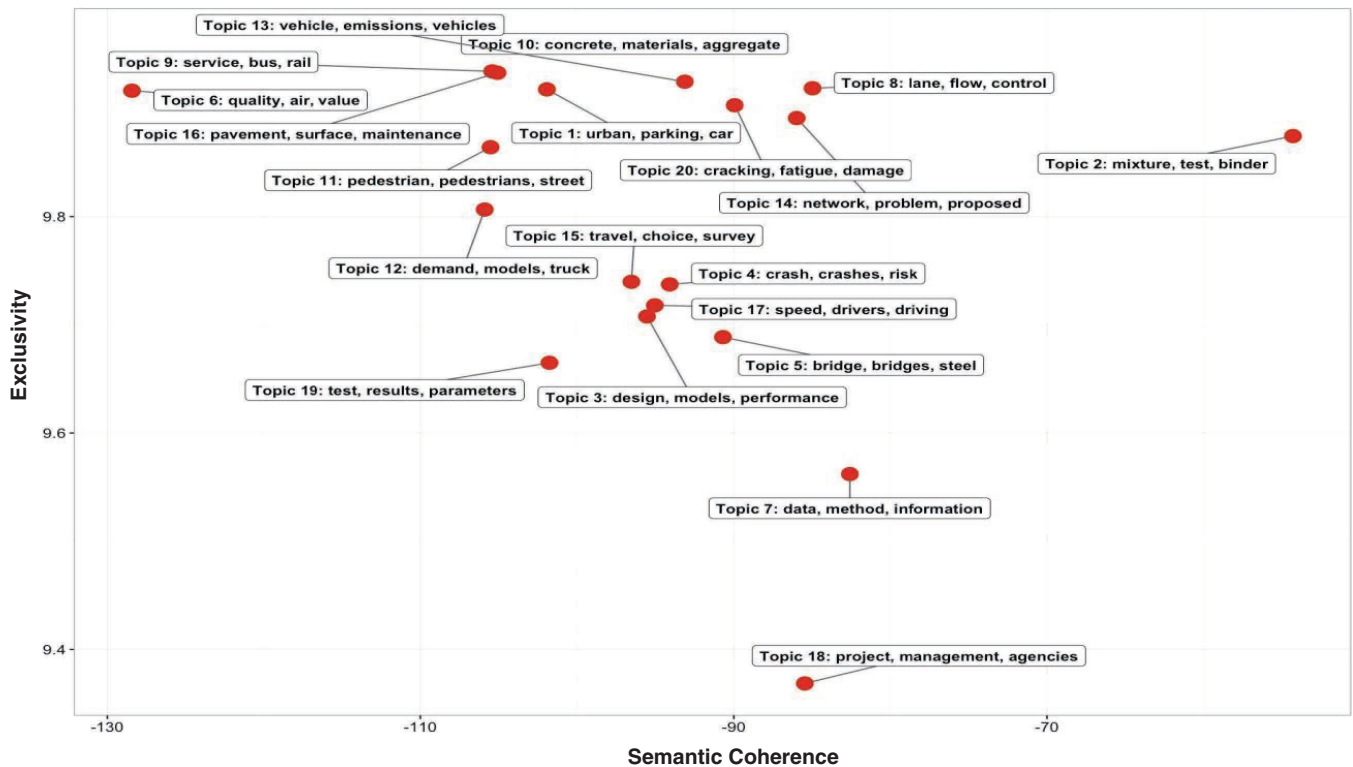 Topic 13: vehicle, emissions, vehicles
Topic 10: concrete, materials, aggregate
Topic 9: service, bus, rail
Topic 8: lane, flow, control
Topic 6: quality, air, value
Topic 16: pavement, surface, maintenance
Topic 1: urban, parking, car
Topic 2: mixture, test, binder
Topic 20: cracking, fatigue, damage
Topic 11: pedestrian, pedestrians, street
Topic 14: network, problem, proposed
9.8
Topic 15: travel, choice, survey
Topic 12: demand, models, truck
Topic 4: crash, crashes, risk
Topic 17: speed, drivers, driving
Exclusivity
Topic 5: bridge, bridges, steel
Topic 19: test, results, parameters
Topic 3: design, models, performance
9.6
Topic 7: data, method, information
9.4
Topic 18: project, management, agencies
-130
-110
-90
-70
Semantic Coherence